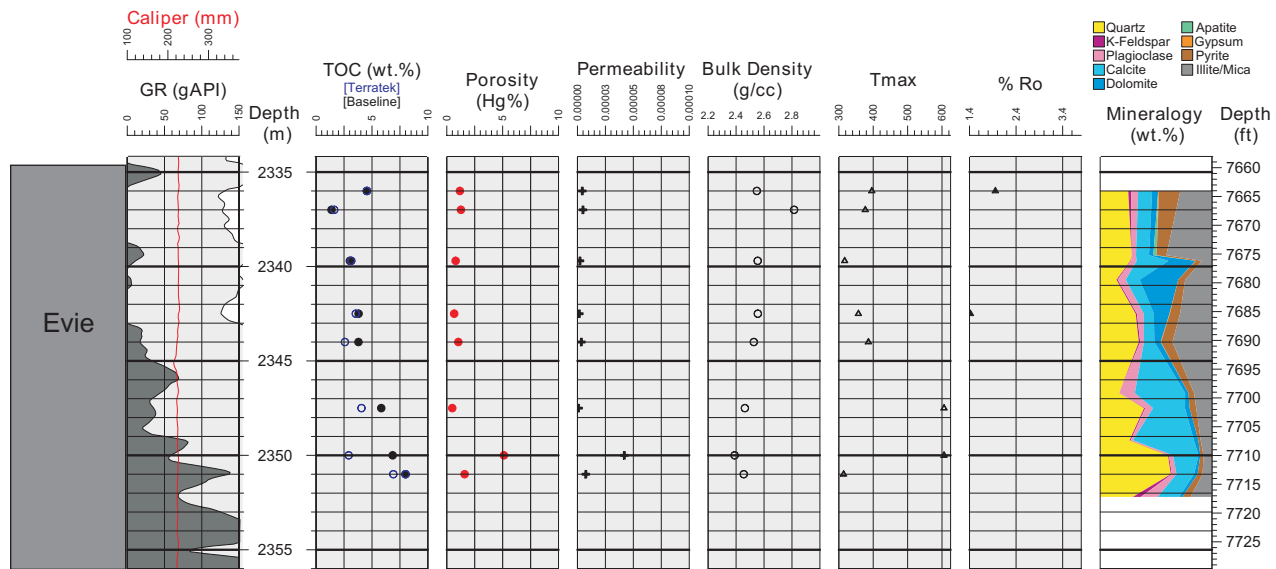 Caliper (mm)
100 200 300
GR (gAPI)
0 50 100 150
Depth
(m)
TOC (wt.%)
[Terratek]
[Baseline]
0 5 10
Porosity
(Hg%)
0 5 10
Permeability
0.00000 0.00003 0.00005 0.00008 0.00010
Bulk Density
(g/cc)
2.2 2.4 2.6 2.8
Tmax
300 400 500 600
% Ro
1.4 2.4 3.4
Quartz
K-Feldspar
Plagioclase
Calcite
Dolomite
Apatite
Gypsum
Pyrite
Illite/Mica
Mineralogy
(wt.%)
Depth
(ft)
Evie
2335
2340
2345
2350
2355
7660
7665
7670
7675
7680
7685
7690
7695
7700
7705
7710
7715
7720
7725